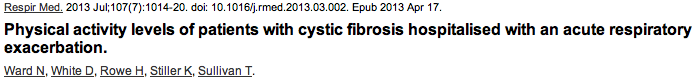 Respir Med. 2013 Jul;107(7):1014-20. doi: 10.1016/j.rmed.2013.03.002. Epub 2013 Apr 17.
Physical activity levels of patients with cystic fibrosis hospitalised with an acute respiratory
exacerbation.
Ward N, White D, Rowe H, Stiller K, Sullivan T.